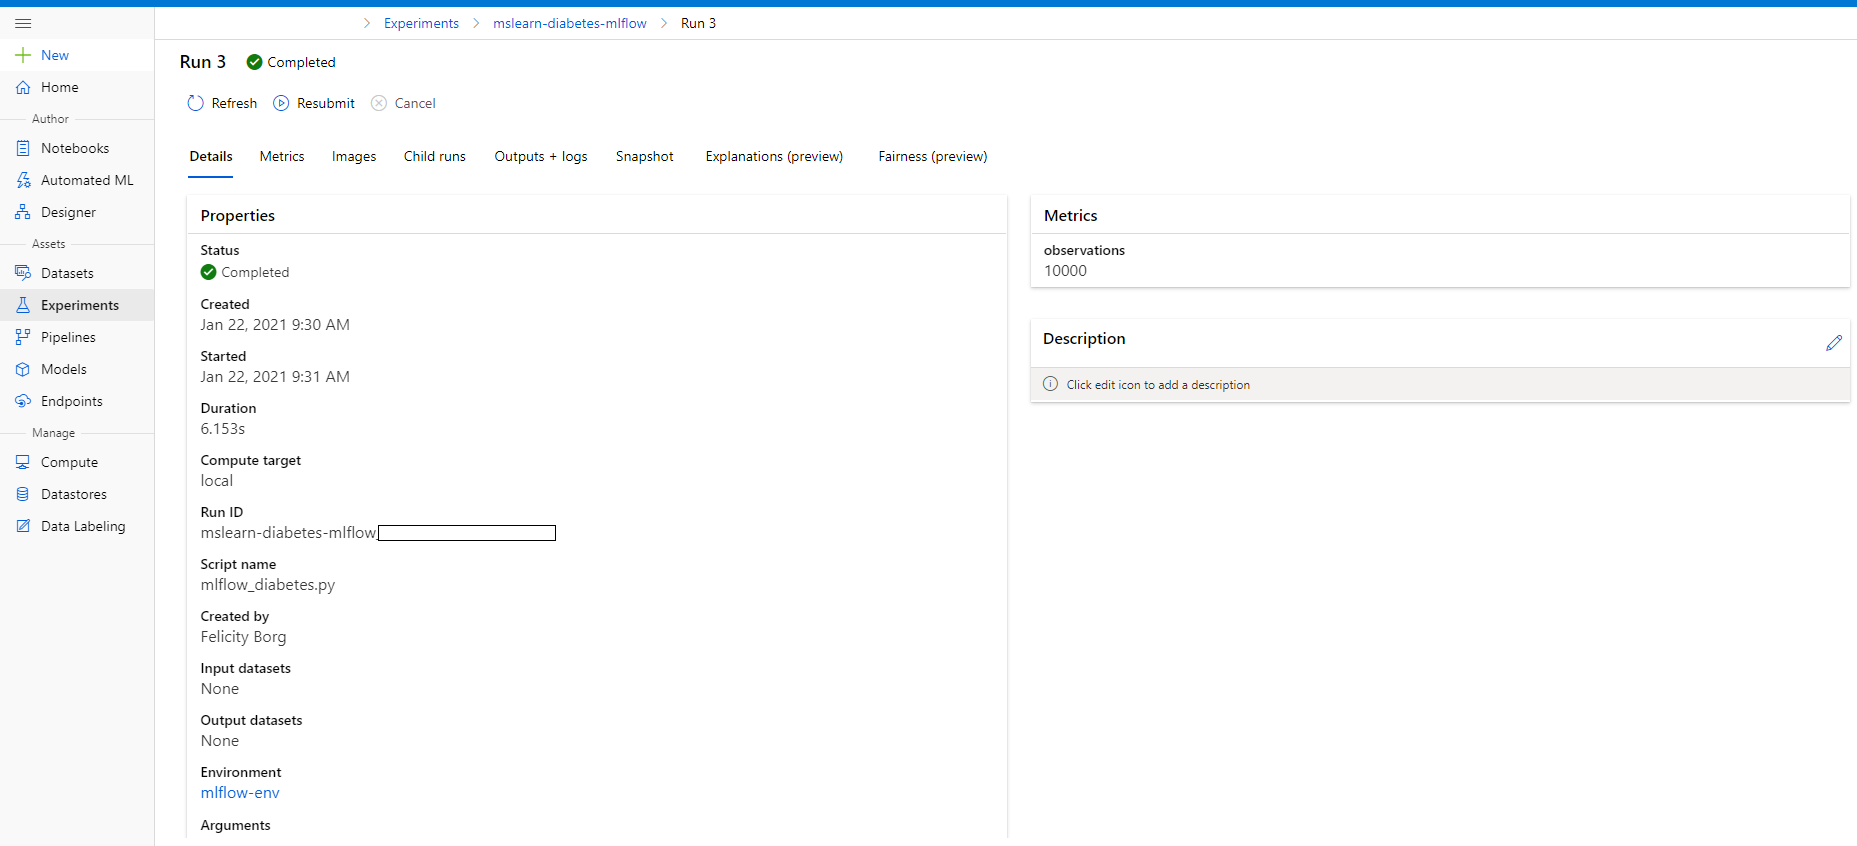 Experiments
mslearn-diabetes-mlflow
Run 3
New
Home
Author
Notebooks
Automated ML
Designer
Assets
Datasets
Experiments
Pipelines
Models
Endpoints
Manage
Compute
Datastores
Data Labeling
Run 3 Completed
Refresh Resubmit Cancel
Details Metrics Images Child runs Outputs + logs Snapshot Explanations (preview) Fairness (preview)
Properties
Status
Completed
Created
Jan 22, 2021 9:30 AM
Started
Jan 22, 2021 9:31 AM
Duration
6.153s
Compute target
local
Run ID
mslearn-diabetes-mlflow_
Script name
mlflow_diabetes.py
Created by
Felicity Borg
Input datasets
None
Output datasets
None
Environment
mlflow-env
Arguments
Metrics
observations
10000
Description
Click edit icon to add a description